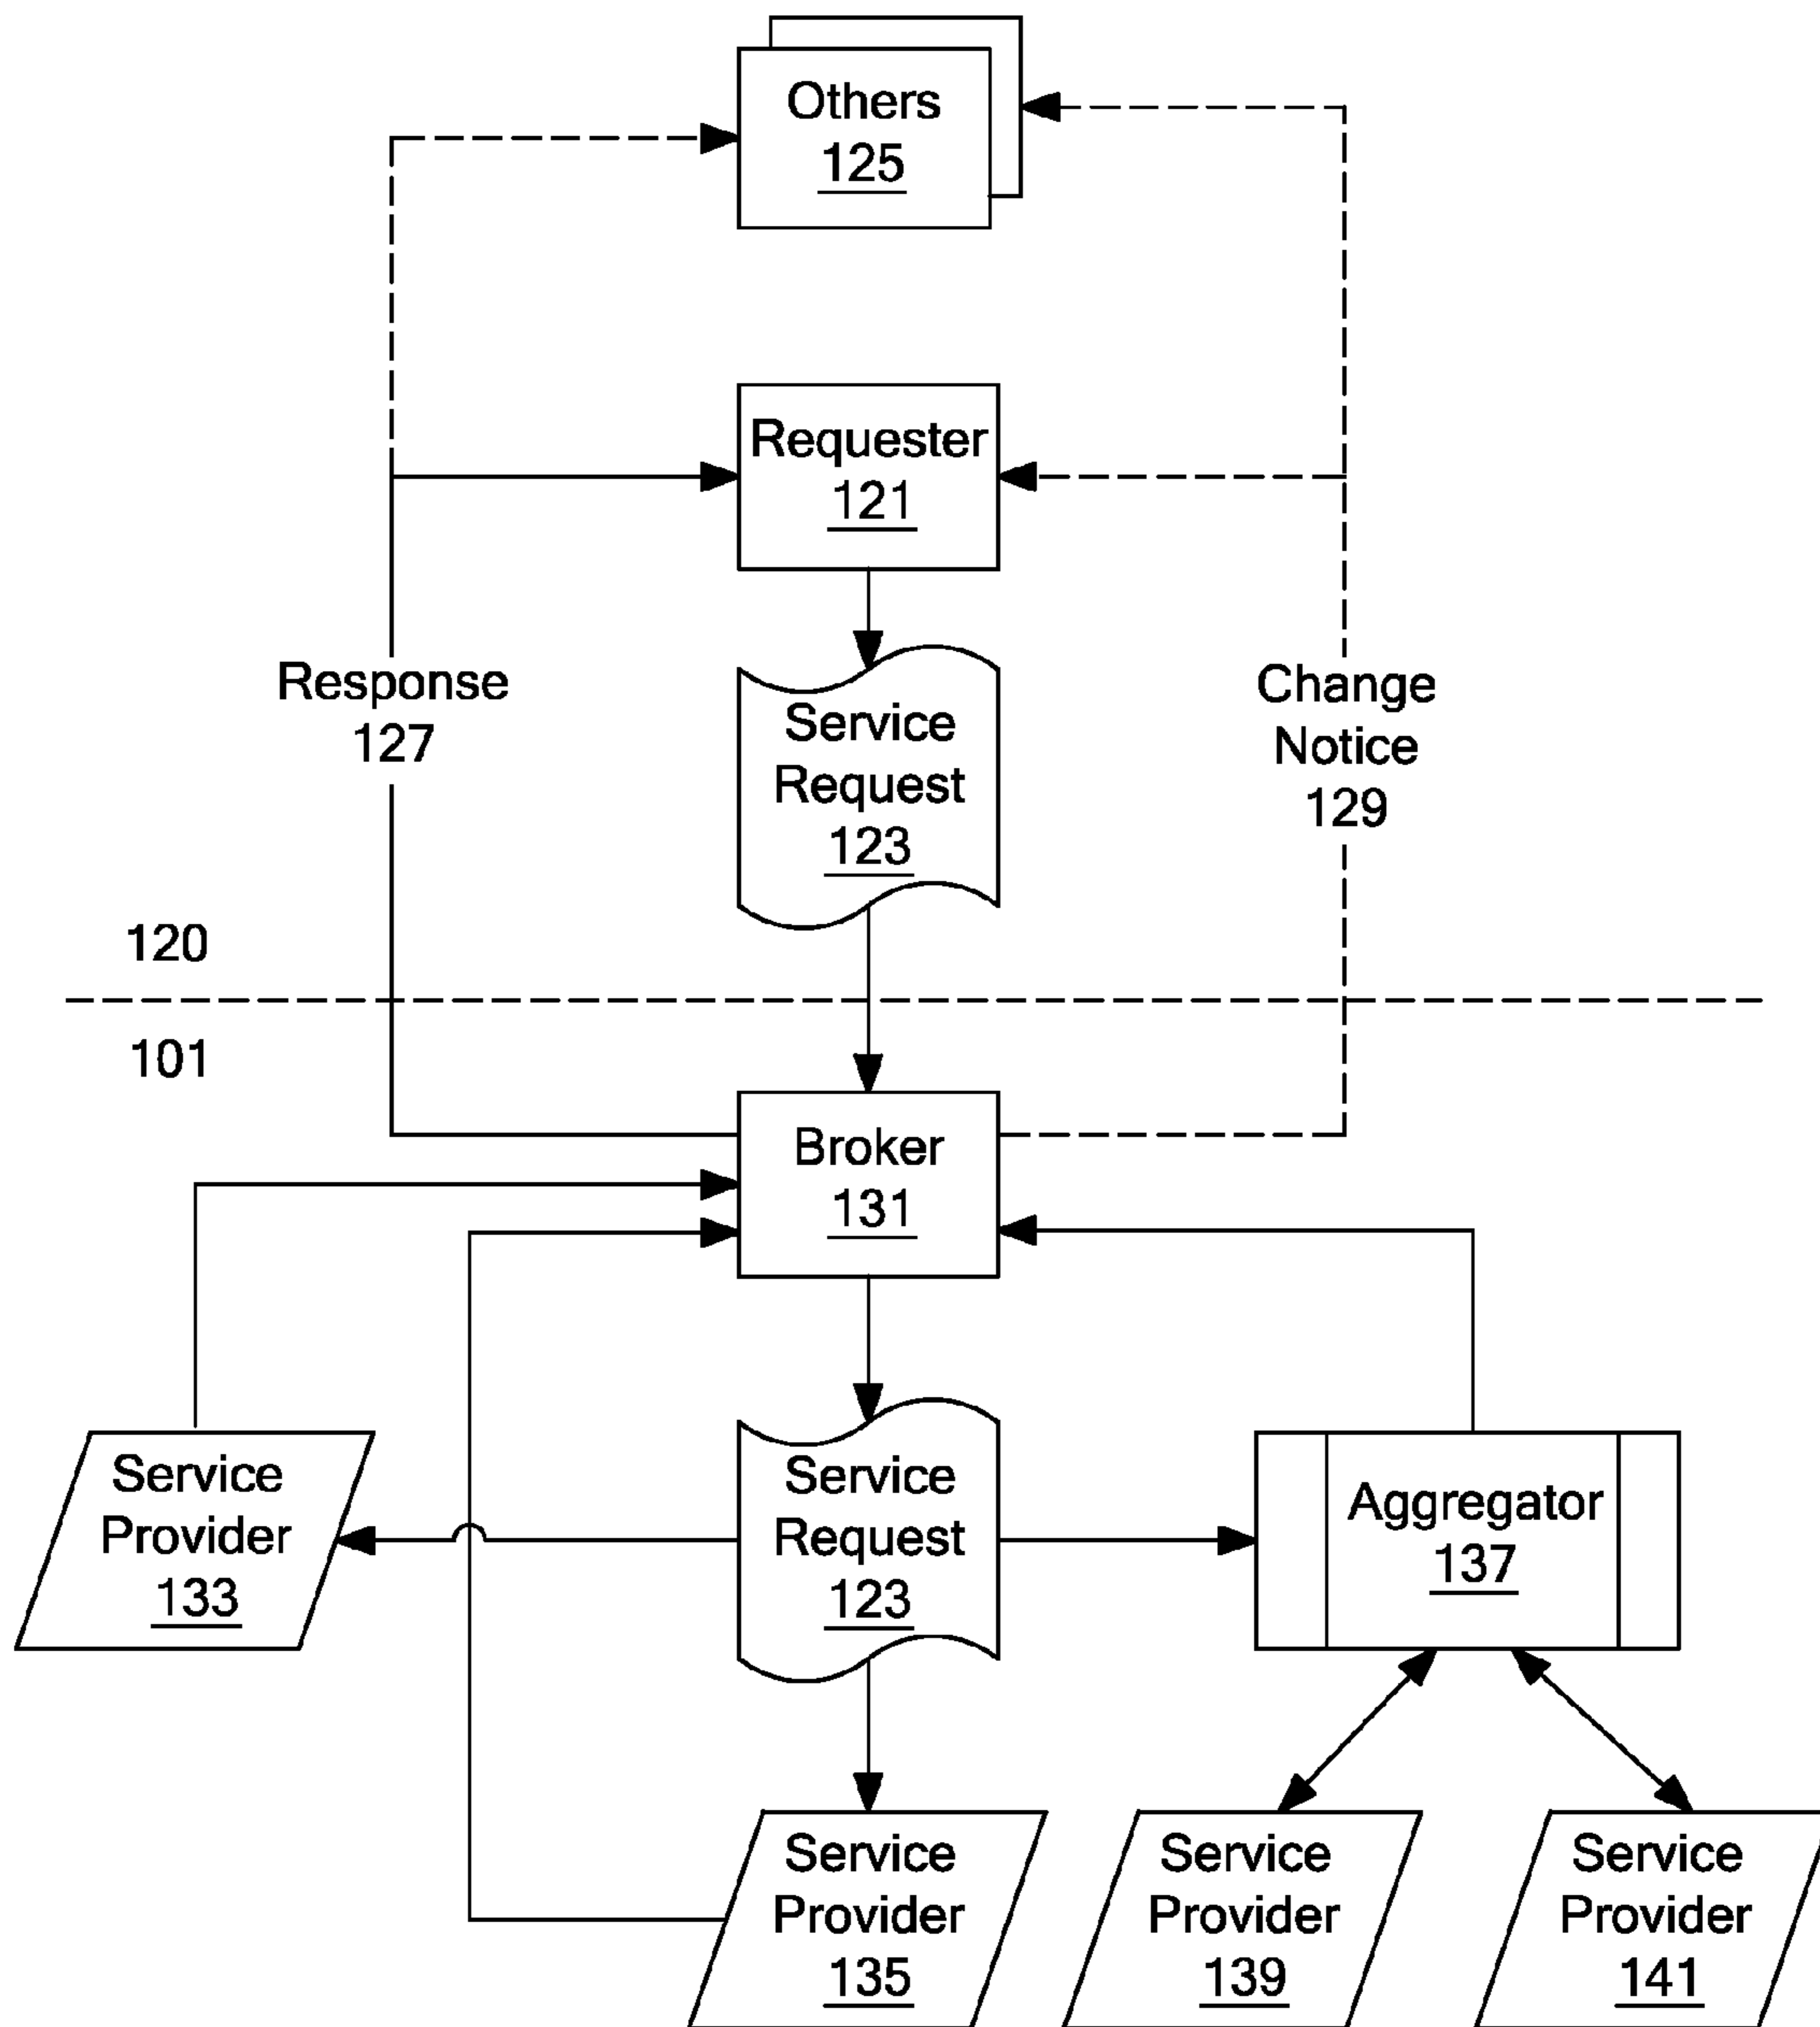 Others
125
Requester
121
Response
127
Service
Request
123
Change
Notice
129
120
101
Broker
131
Service
Provider
133
Service
Request
123
Aggregator
137
Service
Provider
135
Service
Provider
139
Service
Provider
141